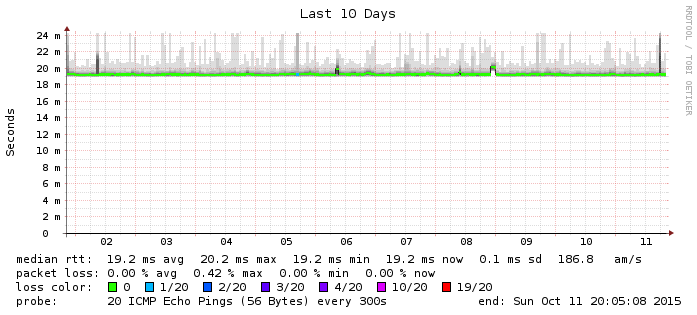 Last 10 Days
RRDTOOL / TOBI OETIKER
Seconds
24 m
22 m
20 m
18 m
16 m
14 m
12 m
10 m
8 m
6 m
4 m
2 m
0
02 03 04 05 06 07 08 09 10 11
median rtt: 19.2 ms avg 20.2 ms max 19.2 ms min 19.2 ms now 0.1 ms sd 186.8 am/s
packet loss: 0.00 % avg 0.42 % max 0.00 % min 0.00 % now
loss color: 0 1/20 2/20 3/20 4/20 10/20 19/20
probe: 20 ICMP Echo Pings (56 Bytes) every 300s end: Sun Oct 11 20:05:08 2015